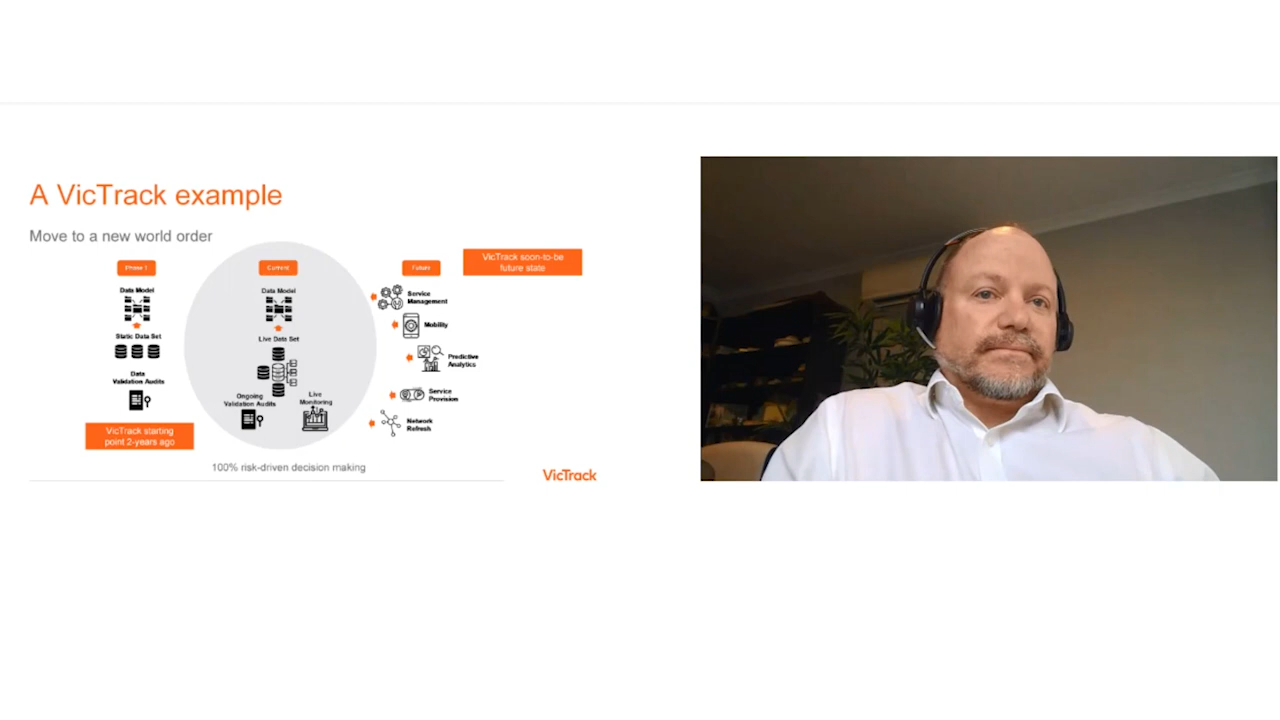 A VicTrack example
Move to a new world order
VicTrack soon-to-be
future state
Phase 1
Current
Future
Data Model
Static Data Set
Data
Validation Audits
VicTrack starting
point 2-years ago
Data Model
Live Data Set
Ongoing
Validation Audits
Live
Monitoring
Service
Management
Mobility
Predictive
Analytics
Service
Provision
Network
Refresh
100% risk-driven decision making
VicTrack